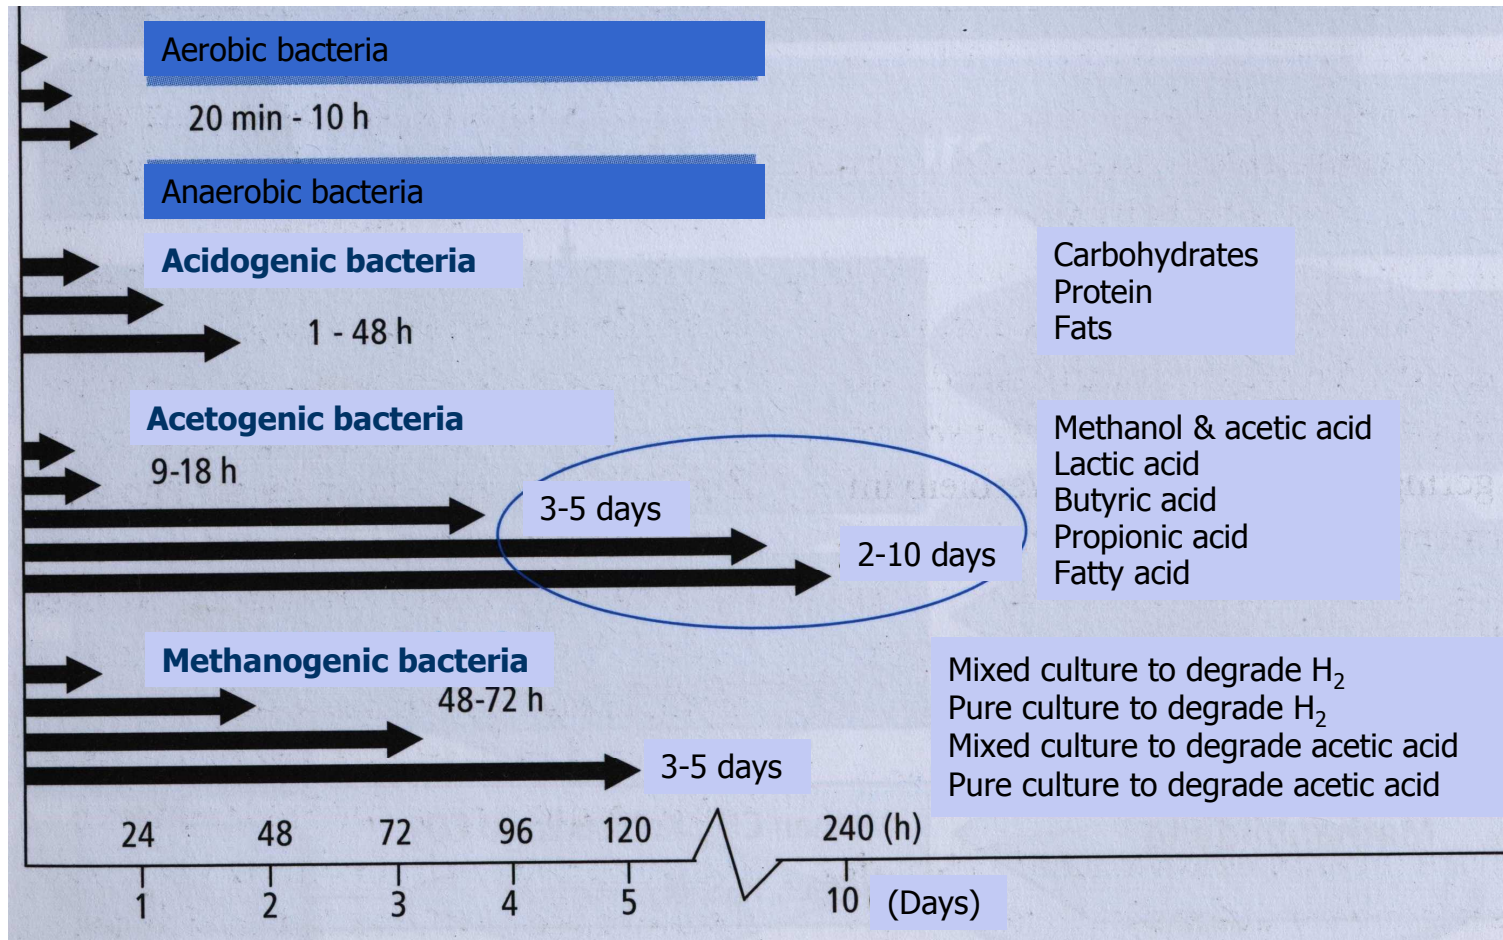 Aerobic bacteria
20 min - 10 h
Anaerobic bacteria
Acidogenic bacteria
1 - 48 h
Carbohydrates
Protein
Fats
Acetogenic bacteria
9-18 h
3-5 days
2-10 days
Methanol & acetic acid
Lactic acid
Butyric acid
Propionic acid
Fatty acid
Methanogenic bacteria
48-72 h
3-5 days
Mixed culture to degrade H₂
Pure culture to degrade H₂
Mixed culture to degrade acetic acid
Pure culture to degrade acetic acid
24 48 72 96 120 240 (h)
1 2 3 4 5 10 (Days)